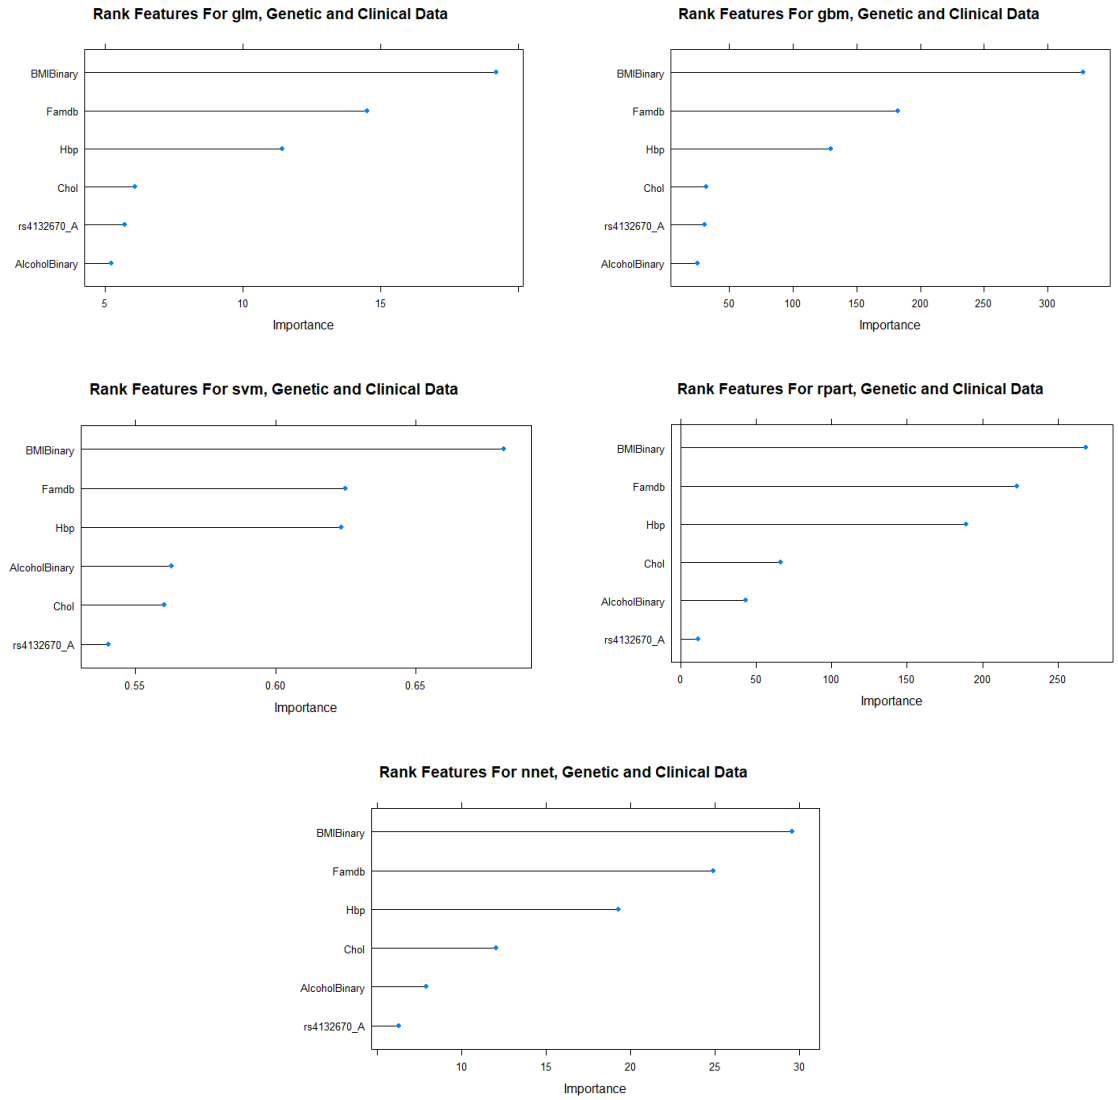 Rank Features For glm, Genetic and Clinical Data
BMIBinary
Famdb
Hbp
Chol
rs4132670_A
AlcoholBinary
5 10 15
Importance
Rank Features For gbm, Genetic and Clinical Data
BMIBinary
Famdb
Hbp
Chol
rs4132670_A
AlcoholBinary
50 100 150 200 250 300
Importance
Rank Features For svm, Genetic and Clinical Data
BMIBinary
Famdb
Hbp
AlcoholBinary
Chol
rs4132670_A
0.55 0.60 0.65
Importance
Rank Features For rpart, Genetic and Clinical Data
BMIBinary
Famdb
Hbp
Chol
AlcoholBinary
rs4132670_A
0 50 100 150 200 250
Importance
Rank Features For nnet, Genetic and Clinical Data
BMIBinary
Famdb
Hbp
Chol
AlcoholBinary
rs4132670_A
10 15 20 25 30
Importance